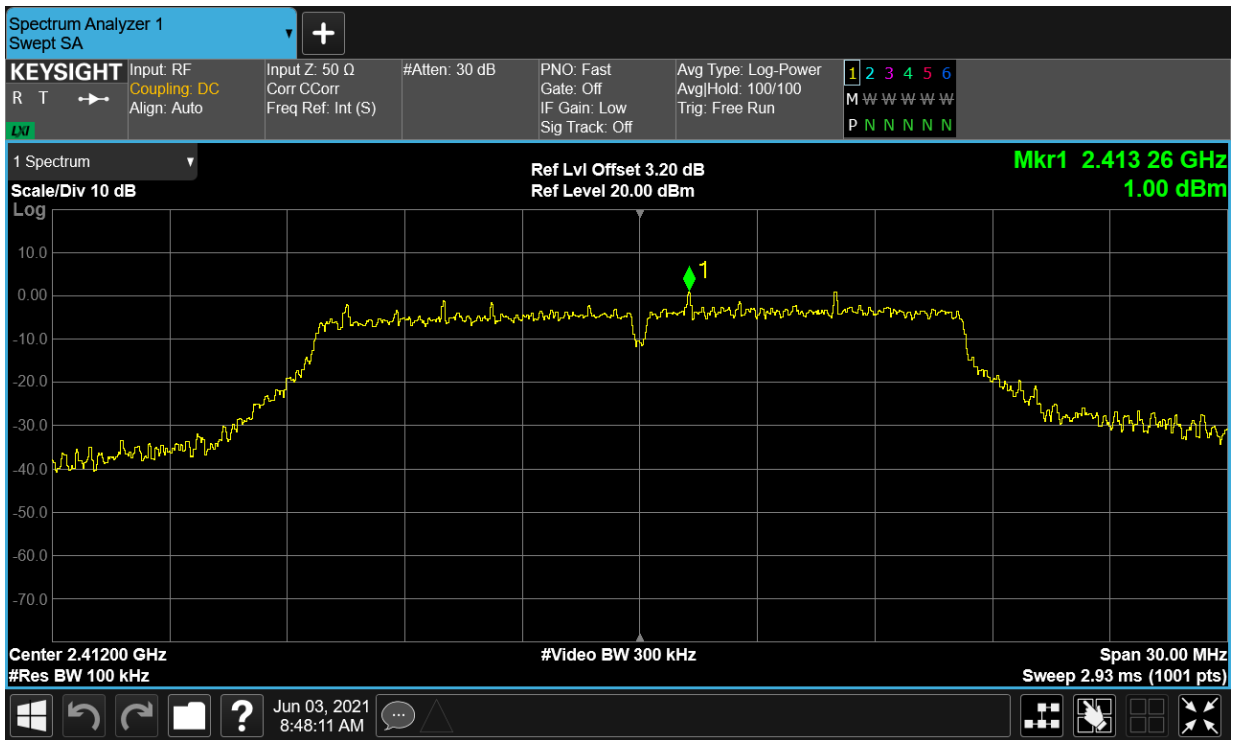 Spectrum Analyzer 1
Swept SA
KEYSIGHT
R T
LXI
Input: RF
Coupling: DC
Align: Auto
Input Z: 50 Ω
Corr CCorr
Freq Ref: Int (S)
#Atten: 30 dB
PNO: Fast
Gate: Off
IF Gain: Low
Sig Track: Off
Avg Type: Log-Power
Avg|Hold: 100/100
Trig: Free Run
1 2 3 4 5 6
M W W W W W
P N N N N N
1 Spectrum
Scale/Div 10 dB
Log
Ref Lvl Offset 3.20 dB
Ref Level 20.00 dBm
Mkr1 2.413 26 GHz
1.00 dBm
10.0
0.00
-10.0
-20.0
-30.0
-40.0
-50.0
-60.0
-70.0
1
Center 2.41200 GHz
#Res BW 100 kHz
#Video BW 300 kHz
Span 30.00 MHz
Sweep 2.93 ms (1001 pts)
?
Jun 03, 2021
8:48:11 AM